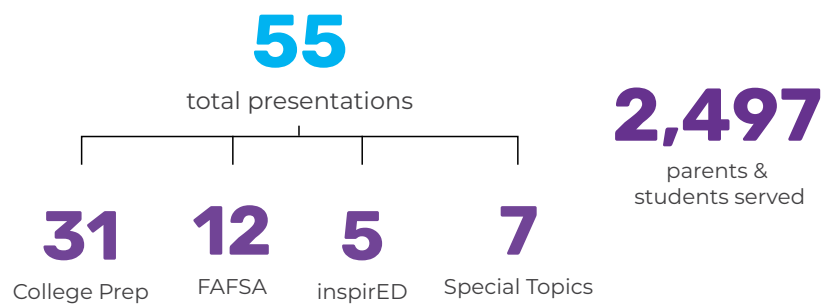 55
total presentations
2,497
parents &
students served
31
College Prep
12
FAFSA
5
inspirED
7
Special Topics